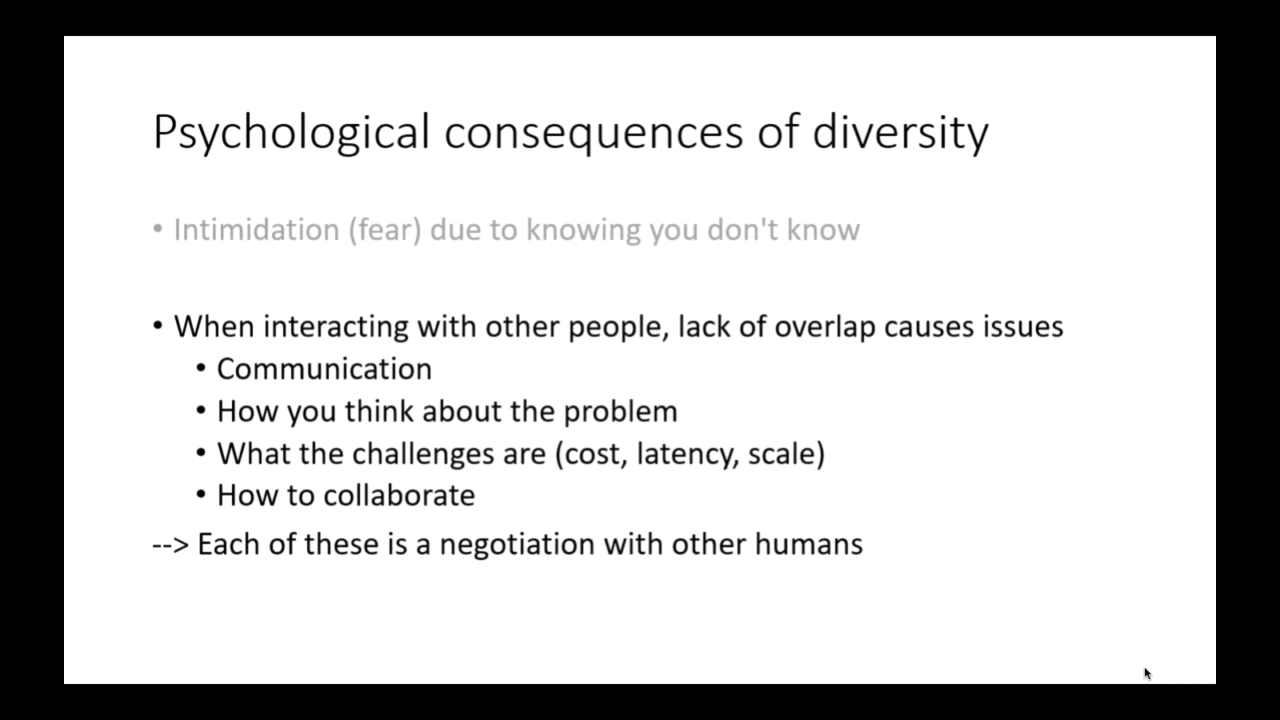 Psychological consequences of diversity
• Intimidation (fear) due to knowing you don't know
• When interacting with other people, lack of overlap causes issues
• Communication
• How you think about the problem
• What the challenges are (cost, latency, scale)
• How to collaborate
--> Each of these is a negotiation with other humans